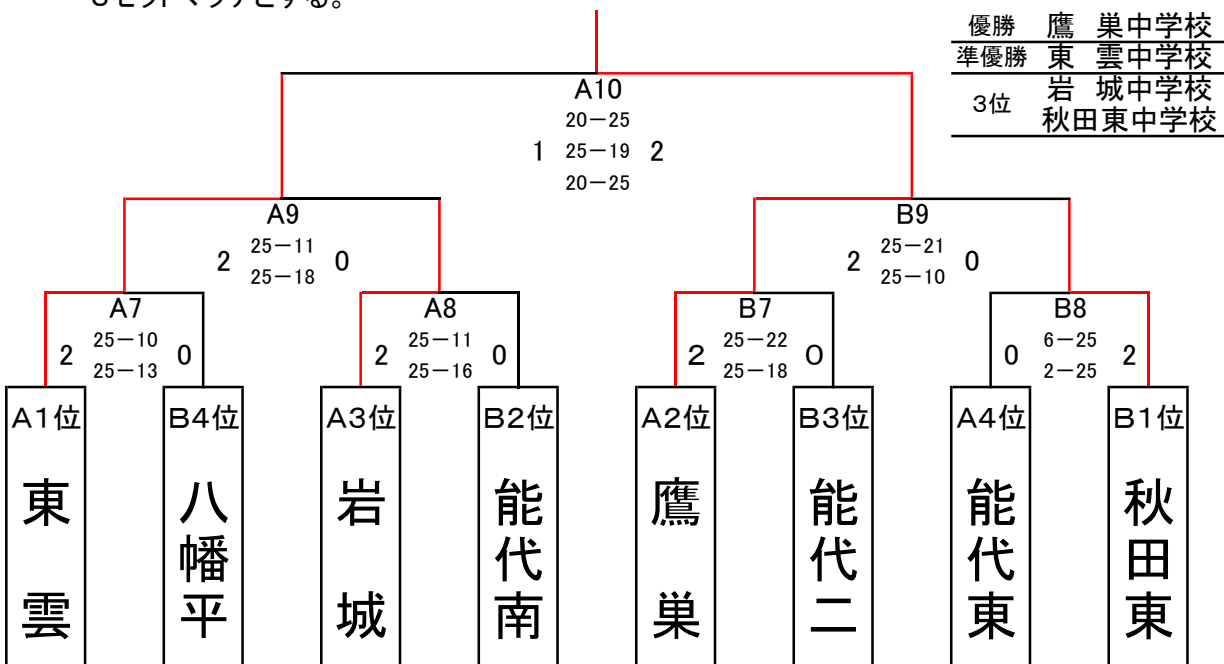 優勝 鷹 巣中学校
準優勝 東 雲中学校
3位 岩 城中学校
秋田東中学校
A10
20－25
1 25－19 2
20－25
A9
2 25－11 0
25－18
B9
2 25－21 0
25－10
A7
2 25－10 0
25－13
A8
2 25－11 0
25－16
B7
2 25－22 0
25－18
B8
0 6－25 2
2－25
A1位
東雲
B4位
八幡平
A3位
岩城
B2位
能代南
A2位
鷹巣
B3位
能代二
A4位
能代東
B1位
秋田東